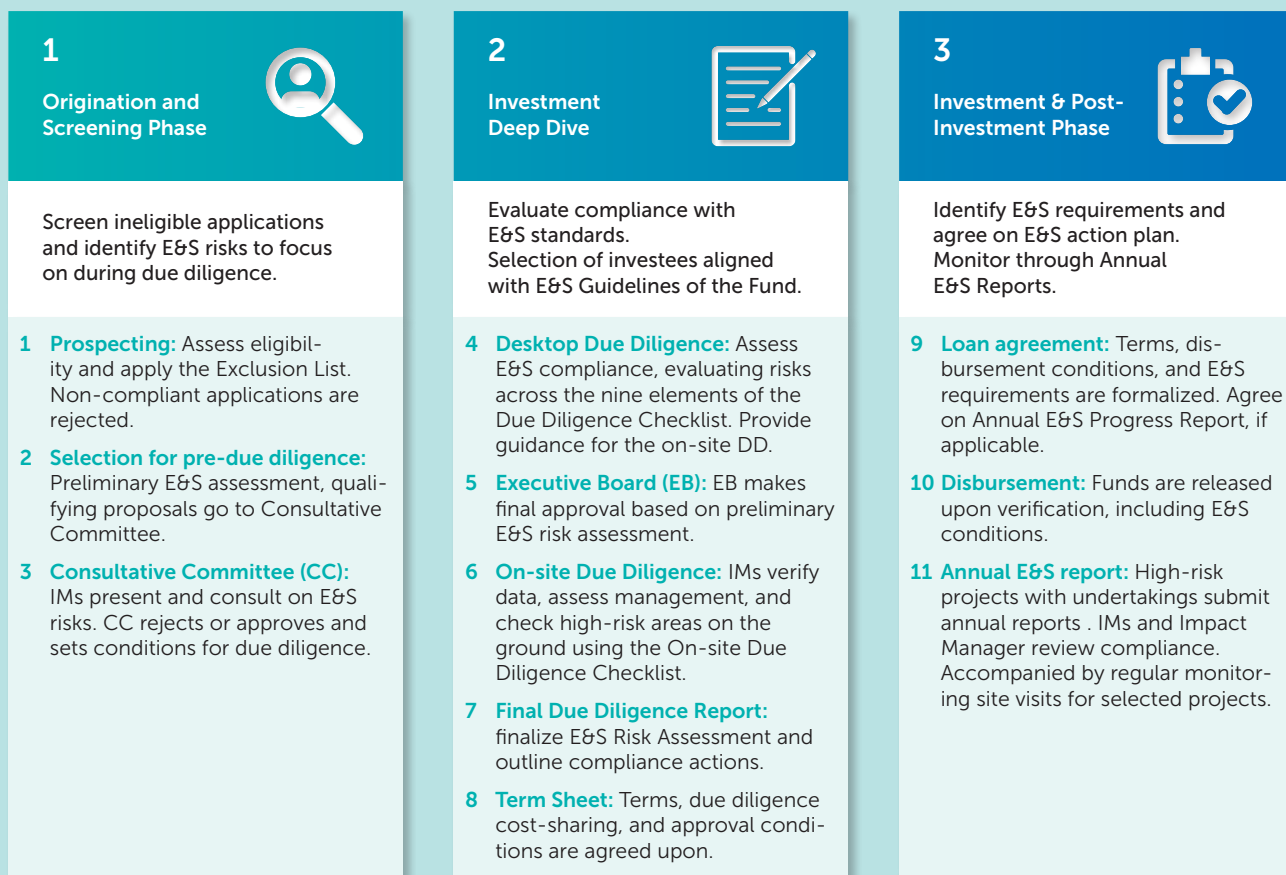 1
Origination and
Screening Phase
Screen ineligible applications
and identify E&S risks to focus
on during due diligence.
1 Prospecting: Assess eligibil-
ity and apply the Exclusion List.
Non-compliant applications are
rejected.
2 Selection for pre-due diligence:
Preliminary E&S assessment, quali-
fying proposals go to Consultative
Committee.
3 Consultative Committee (CC):
IMs present and consult on E&S
risks. CC rejects or approves and
sets conditions for due diligence.
2
Investment
Deep Dive
Evaluate compliance with
E&S standards.
Selection of investees aligned
with E&S Guidelines of the Fund.
4 Desktop Due Diligence: Assess
E&S compliance, evaluating risks
across the nine elements of the
Due Diligence Checklist. Provide
guidance for the on-site DD.
5 Executive Board (EB): EB makes
final approval based on preliminary
E&S risk assessment.
6 On-site Due Diligence: IMs verify
data, assess management, and
check high-risk areas on the
ground using the On-site Due
Diligence Checklist.
7 Final Due Diligence Report:
finalize E&S Risk Assessment and
outline compliance actions.
8 Term Sheet: Terms, due diligence
cost-sharing, and approval condi-
tions are agreed upon.
3
Investment & Post-
Investment Phase
Identify E&S requirements and
agree on E&S action plan.
Monitor through Annual
E&S Reports.
9 Loan agreement: Terms, dis-
bursement conditions, and E&S
requirements are formalized. Agree
on Annual E&S Progress Report, if
applicable.
10 Disbursement: Funds are released
upon verification, including E&S
conditions.
11 Annual E&S report: High-risk
projects with undertakings submit
annual reports . IMs and Impact
Manager review compliance.
Accompanied by regular monitor-
ing site visits for selected projects.